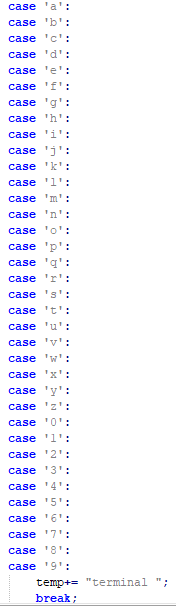 case 'a':
case 'b':
case 'c':
case 'd':
case 'e':
case 'f':
case 'g':
case 'h':
case 'i':
case 'j':
case 'k':
case 'l':
case 'm':
case 'n':
case 'o':
case 'p':
case 'q':
case 'r':
case 's':
case 't':
case 'u':
case 'v':
case 'w':
case 'x':
case 'y':
case 'z':
case '0':
case '1':
case '2':
case '3':
case '4':
case '5':
case '6':
case '7':
case '8':
case '9':
    temp+= "terminal ";
    break;